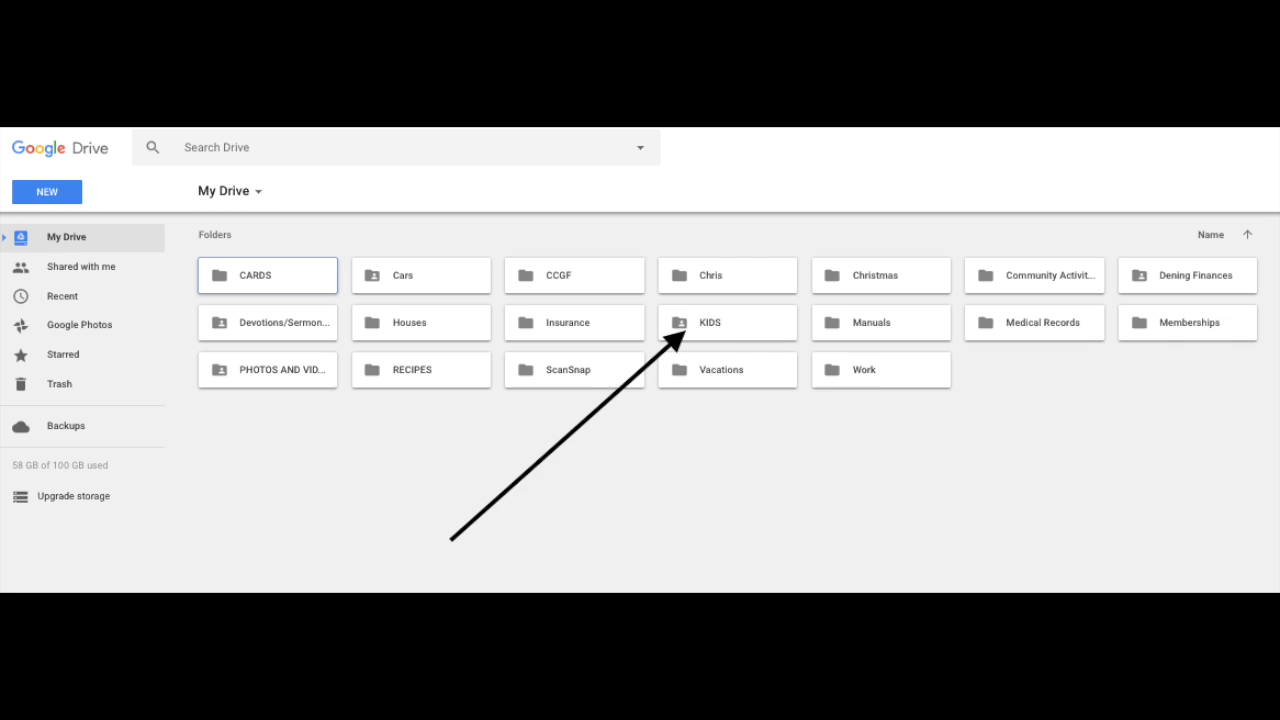 Google Drive
Search Drive
NEW
My Drive
My Drive
Shared with me
Recent
Google Photos
Starred
Trash
Backups
58 GB of 100 GB used
Upgrade storage
Folders
Name
CARDS
Cars
CCGF
Chris
Christmas
Community Activit...
Dening Finances
Devotions/Sermon...
Houses
Insurance
KIDS
Manuals
Medical Records
Memberships
PHOTOS AND VID...
RECIPES
ScanSnap
Vacations
Work